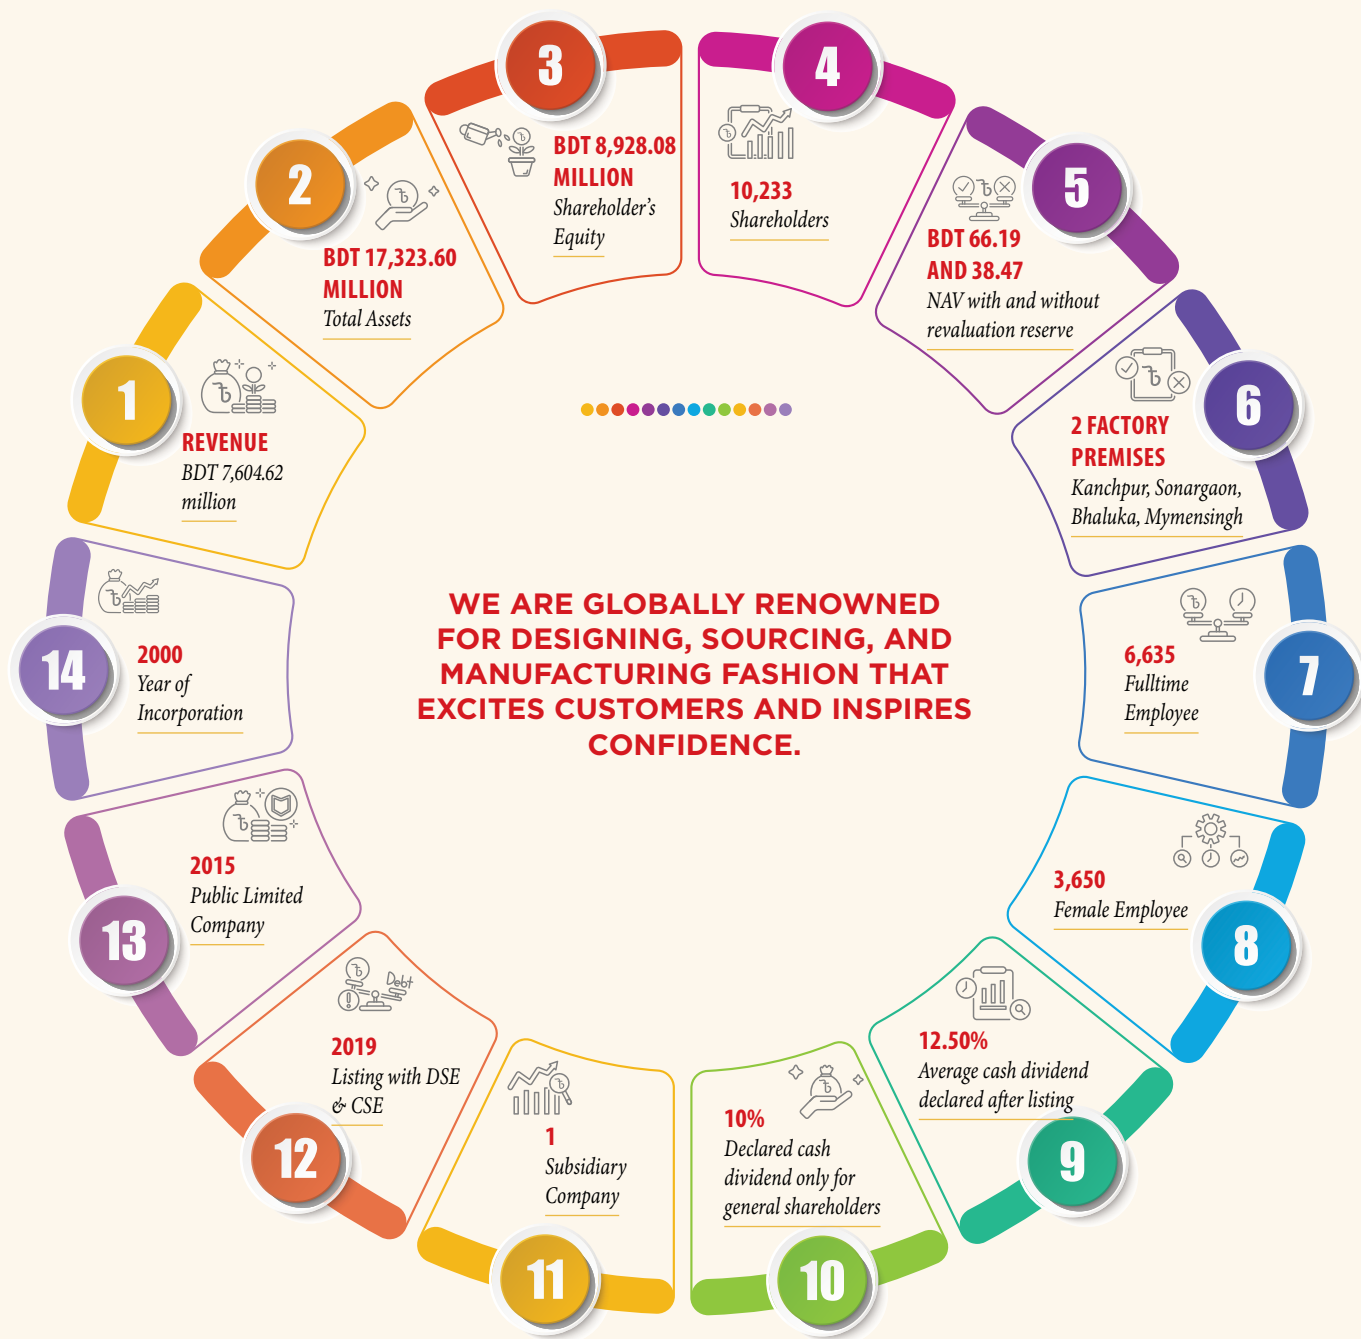 1
REVENUE
BDT 7,604.62
million
2
BDT 17,323.60
MILLION
Total Assets
3
BDT 8,928.08
MILLION
Shareholder's
Equity
4
10,233
Shareholders
5
BDT 66.19
AND 38.47
NAV with and without
revaluation reserve
6
2 FACTORY
PREMISES
Kanchpur, Sonargaon,
Bhaluka, Mymensingh
7
6,635
Fulltime
Employee
8
3,650
Female Employee
9
12.50%
Average cash dividend
declared after listing
10
10%
Declared cash
dividend only for
general shareholders
11
1
Subsidiary
Company
12
Debt
2019
Listing with DSE
& CSE
13
2015
Public Limited
Company
14
2000
Year of
Incorporation
WE ARE GLOBALLY RENOWNED
FOR DESIGNING, SOURCING, AND
MANUFACTURING FASHION THAT
EXCITES CUSTOMERS AND INSPIRES
CONFIDENCE.